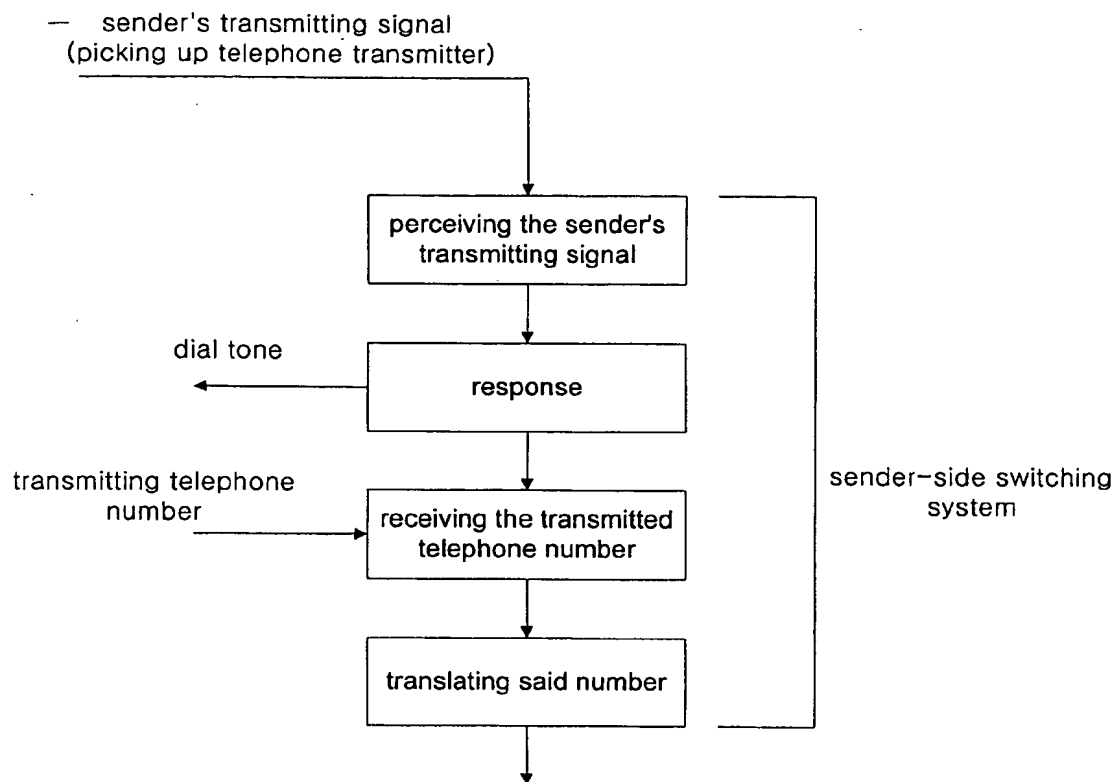 — sender's transmitting signal
(picking up telephone transmitter)
perceiving the sender's
transmitting signal
dial tone
response
transmitting telephone
number
receiving the transmitted
telephone number
sender-side switching
system
translating said number